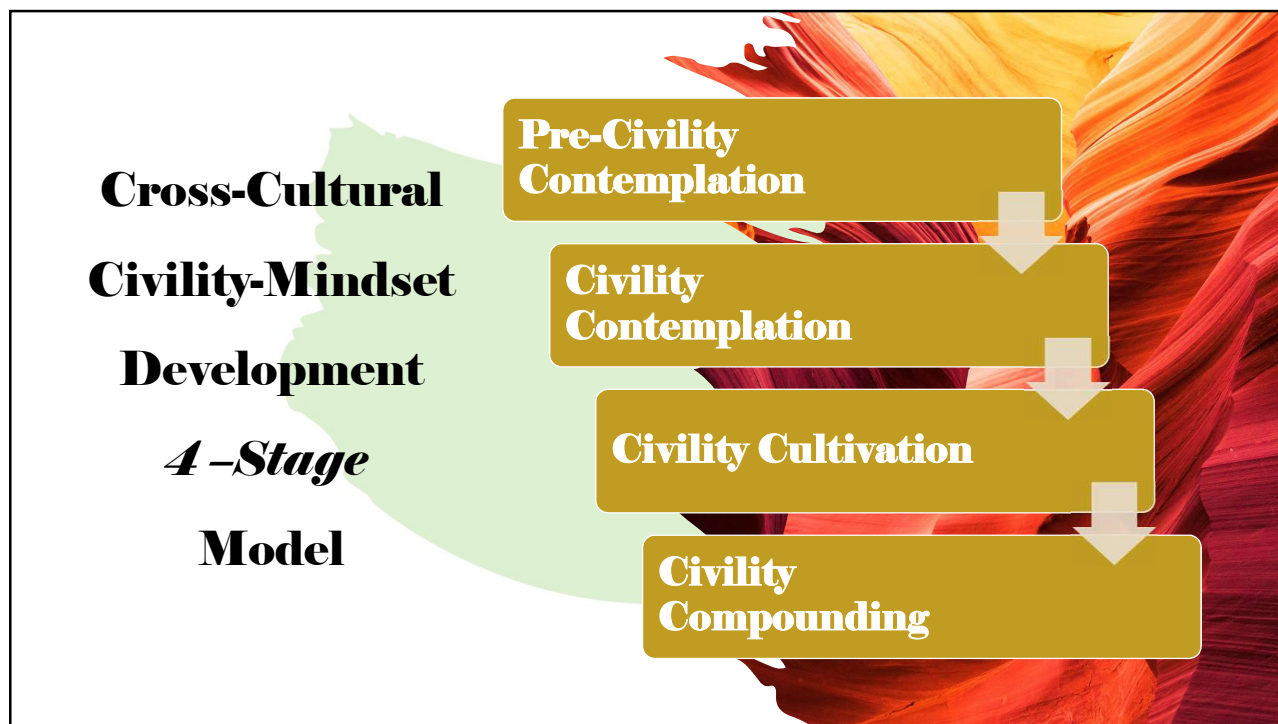 Cross-Cultural
Civility-Mindset
Development
4 –Stage
Model
Pre-Civility
Contemplation
Civility
Contemplation
Civility Cultivation
Civility
Compounding